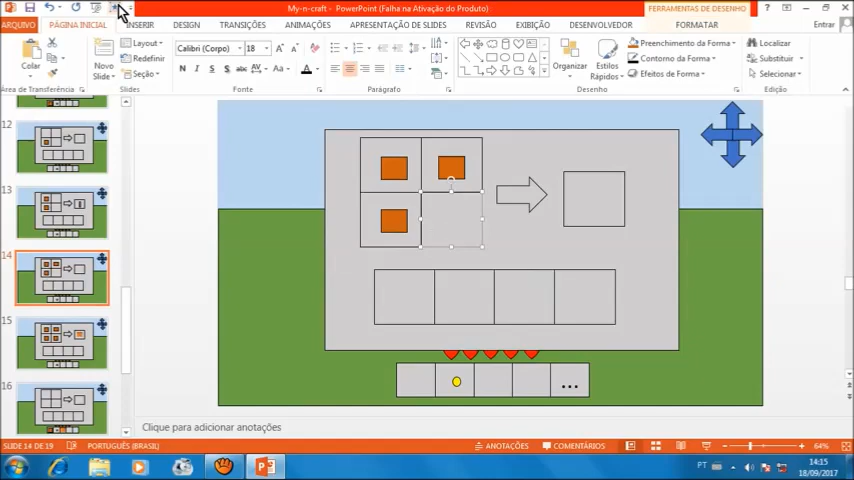 My-n-craft - PowerPoint (Falha na Ativação do Produto)
FERRAMENTAS DE DESENHO
ARQUIVO PÁGINA INICIAL INSERIR DESIGN TRANSIÇÕES ANIMAÇÕES APRESENTAÇÃO DE SLIDES REVISÃO EXIBIÇÃO DESENVOLVEDOR FORMATAR Entrar
Colar
Novo
Slide
Layout
Redefinir
Seção
Calibri (Corpo) 18
N I S S abc AV Aa A
Organizar
Estilos
Rápidos
Preenchimento da Forma
Contorno da Forma
Efeitos de Forma
Localizar
Substituir
Selecionar
Área de Transferência Slides Fonte Parágrafo Desenho Edição
12
13
14
15
16
...
Clique para adicionar anotações
SLIDE 14 DE 19 PORTUGUÊS (BRASIL) ANOTAÇÕES COMENTÁRIOS 64%
PT 14:15
18/09/2017